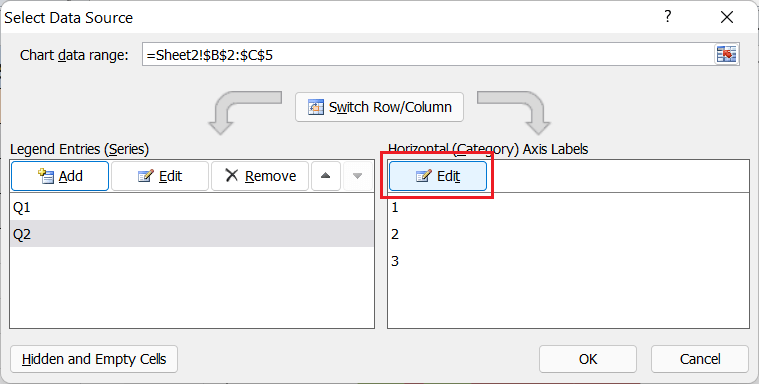 Select Data Source
?
Chart data range: =Sheet2!$B$2:$C$5
Switch Row/Column
Legend Entries (Series)
Add Edit Remove
Q1
Q2
Horizontal (Category) Axis Labels
Edit
1
2
3
Hidden and Empty Cells
OK Cancel